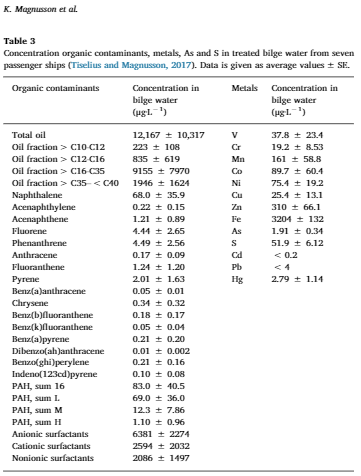 K. Magnusson et al.
Table 3
Concentration organic contaminants, metals, As and S in treated bilge water from seven
passenger ships (Tiselius and Magnusson, 2017). Data is given as average values ± SE.
Organic contaminants Concentration in bilge water (μg·L−1) Metals Concentration in bilge water (μg·L−1)
Total oil 12,167 ± 10,317 V 37.8 ± 23.4
Oil fraction > C10-C12 223 ± 108 Cr 19.2 ± 8.53
Oil fraction > C12-C16 835 ± 619 Mn 161 ± 58.8
Oil fraction > C16-C35 9155 ± 7970 Co 89.7 ± 60.4
Oil fraction > C35- < C40 1946 ± 1624 Ni 75.4 ± 19.2
Naphthalene 68.0 ± 35.9 Cu 25.4 ± 13.1
Acenaphthylene 0.22 ± 0.15 Zn 310 ± 66.1
Acenaphthene 1.21 ± 0.89 Fe 3204 ± 132
Fluorene 4.44 ± 2.65 As 1.91 ± 0.34
Phenanthrene 4.49 ± 2.56 S 51.9 ± 6.12
Anthracene 0.17 ± 0.09 Cd < 0.2
Fluoranthene 1.24 ± 1.20 Pb < 4
Pyrene 2.01 ± 1.63 Hg 2.79 ± 1.14
Benz(a)anthracene 0.05 ± 0.01
Chrysene 0.34 ± 0.32
Benz(b)fluoranthene 0.18 ± 0.17
Benz(k)fluoranthene 0.05 ± 0.04
Benz(a)pyrene 0.21 ± 0.20
Dibenzo(ah)anthracene 0.01 ± 0.002
Benzo(ghi)perylene 0.21 ± 0.16
Indeno(123cd)pyrene 0.10 ± 0.08
PAH, sum 16 83.0 ± 40.5
PAH, sum L 69.0 ± 36.0
PAH, sum M 12.3 ± 7.86
PAH, sum H 1.10 ± 0.96
Anionic surfactants 6381 ± 2274
Cationic surfactants 2594 ± 2032
Nonionic surfactants 2086 ± 1497